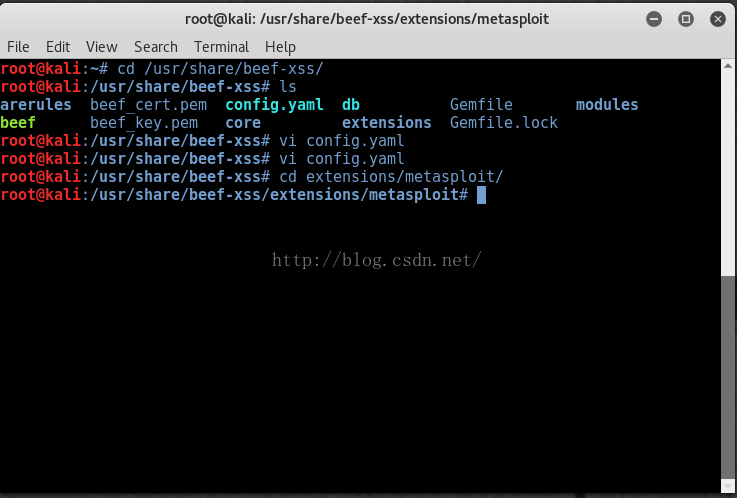 root@kali: /usr/share/beef-xss/extensions/metasploit
File Edit View Search Terminal Help
root@kali:~# cd /usr/share/beef-xss/
root@kali:/usr/share/beef-xss# ls
arerules beef_cert.pem config.yaml db Gemfile modules
beef beef_key.pem core extensions Gemfile.lock
root@kali:/usr/share/beef-xss# vi config.yaml
root@kali:/usr/share/beef-xss# vi config.yaml
root@kali:/usr/share/beef-xss# cd extensions/metasploit/
root@kali:/usr/share/beef-xss/extensions/metasploit#
http://blog.csdn.net/